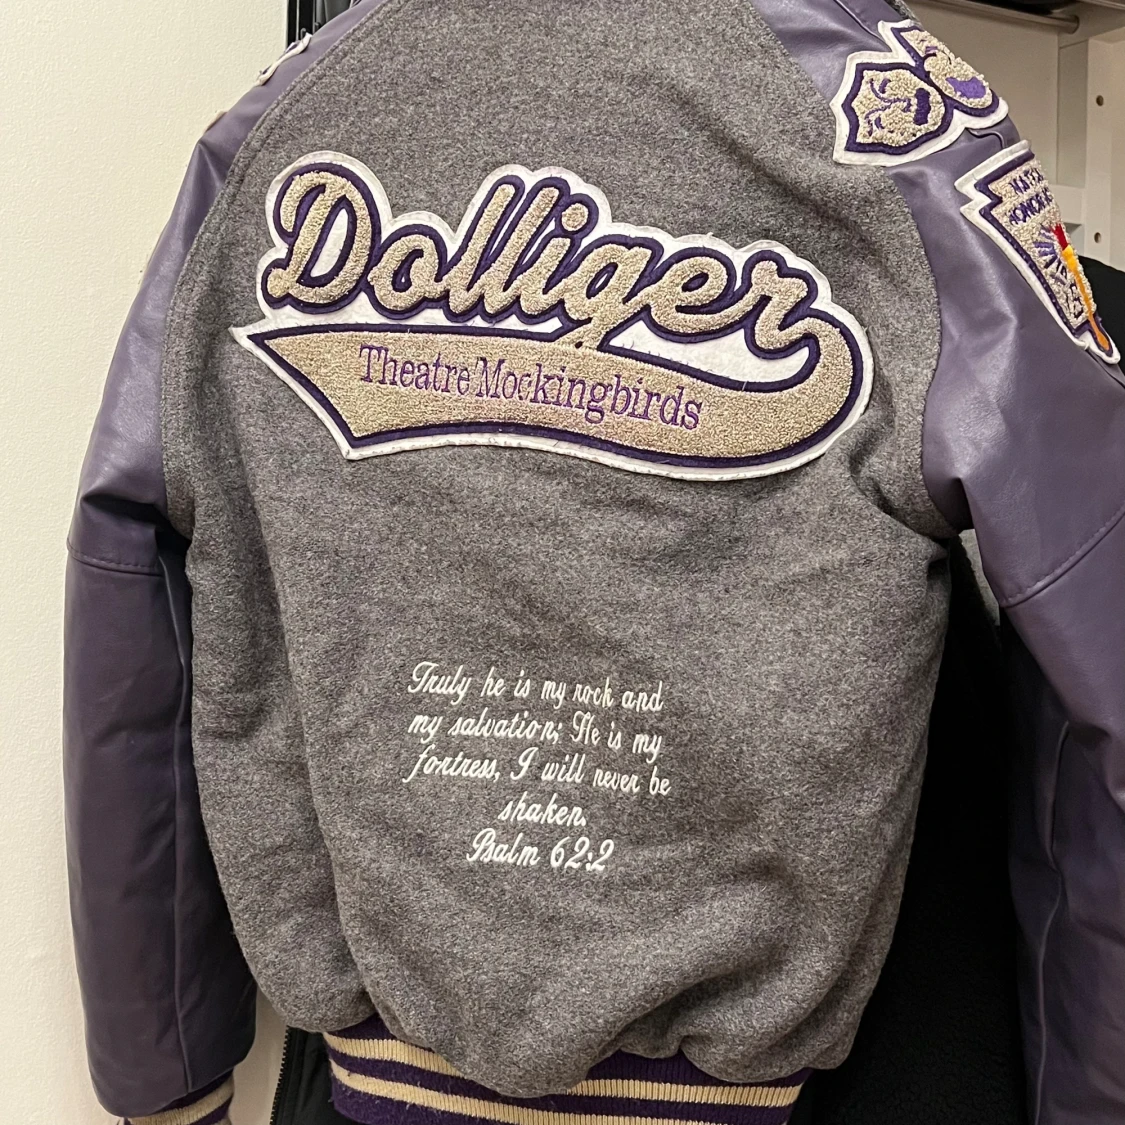 Dolliger
Theatre Mockingbirds
Truly he is my rock and
my salvation; He is my
fortress, I will never be
shaken.
Psalm 62:2